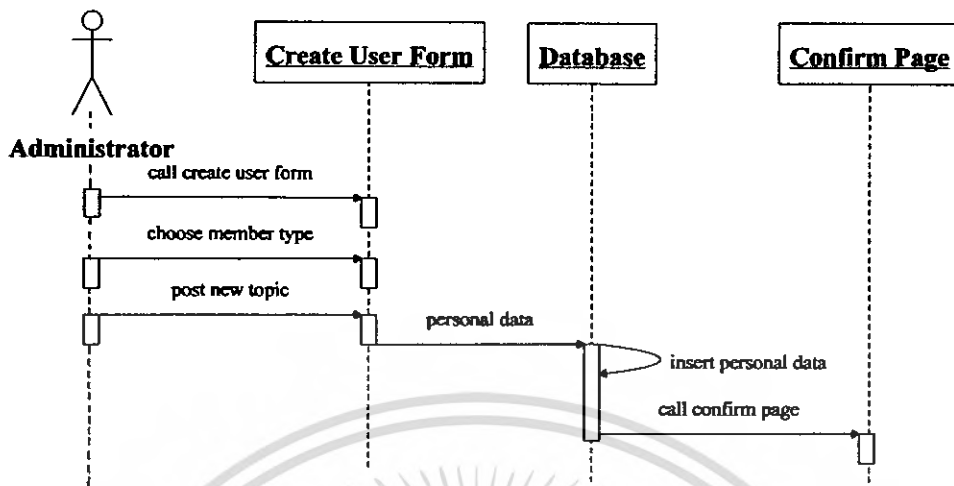 Create User Form
Database
Confirm Page
Administrator
call create user form
choose member type
post new topic
personal data
insert personal data
call confirm page